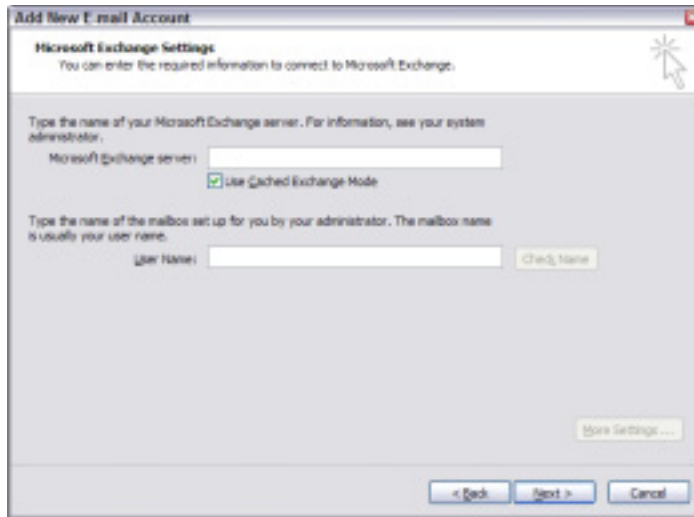 Add New E-mail Account
Microsoft Exchange Settings
You can enter the required information to connect to Microsoft Exchange.
Type the name of your Microsoft Exchange server. For information, see your system
administrator.
Microsoft Exchange server:
Use Cached Exchange Mode
Type the name of the mailbox set up for you by your administrator. The mailbox name
is usually your user name.
User Name:
Check Name
More Settings ...
< Back
Next >
Cancel